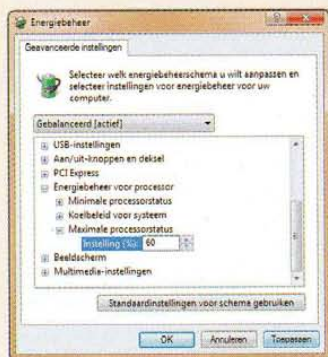 Energiebeheer
Geavanceerde instellingen
Selecteer welk energiebeheerschema u wilt aanpassen en
selecteer instellingen voor energiebeheer voor uw
computer.
Gebalanceerd [actief]
USB-instellingen
Aan/uit-knoppen en deksel
PCI Express
Energiebeheer voor processor
Minimale processorstatus
Koelbeleid voor systeem
Maximale processorstatus
Instelling (%): 60
Beeldscherm
Multimedia-instellingen
Standaardinstellingen voor schema gebruiken
OK Annuleren Toepassen